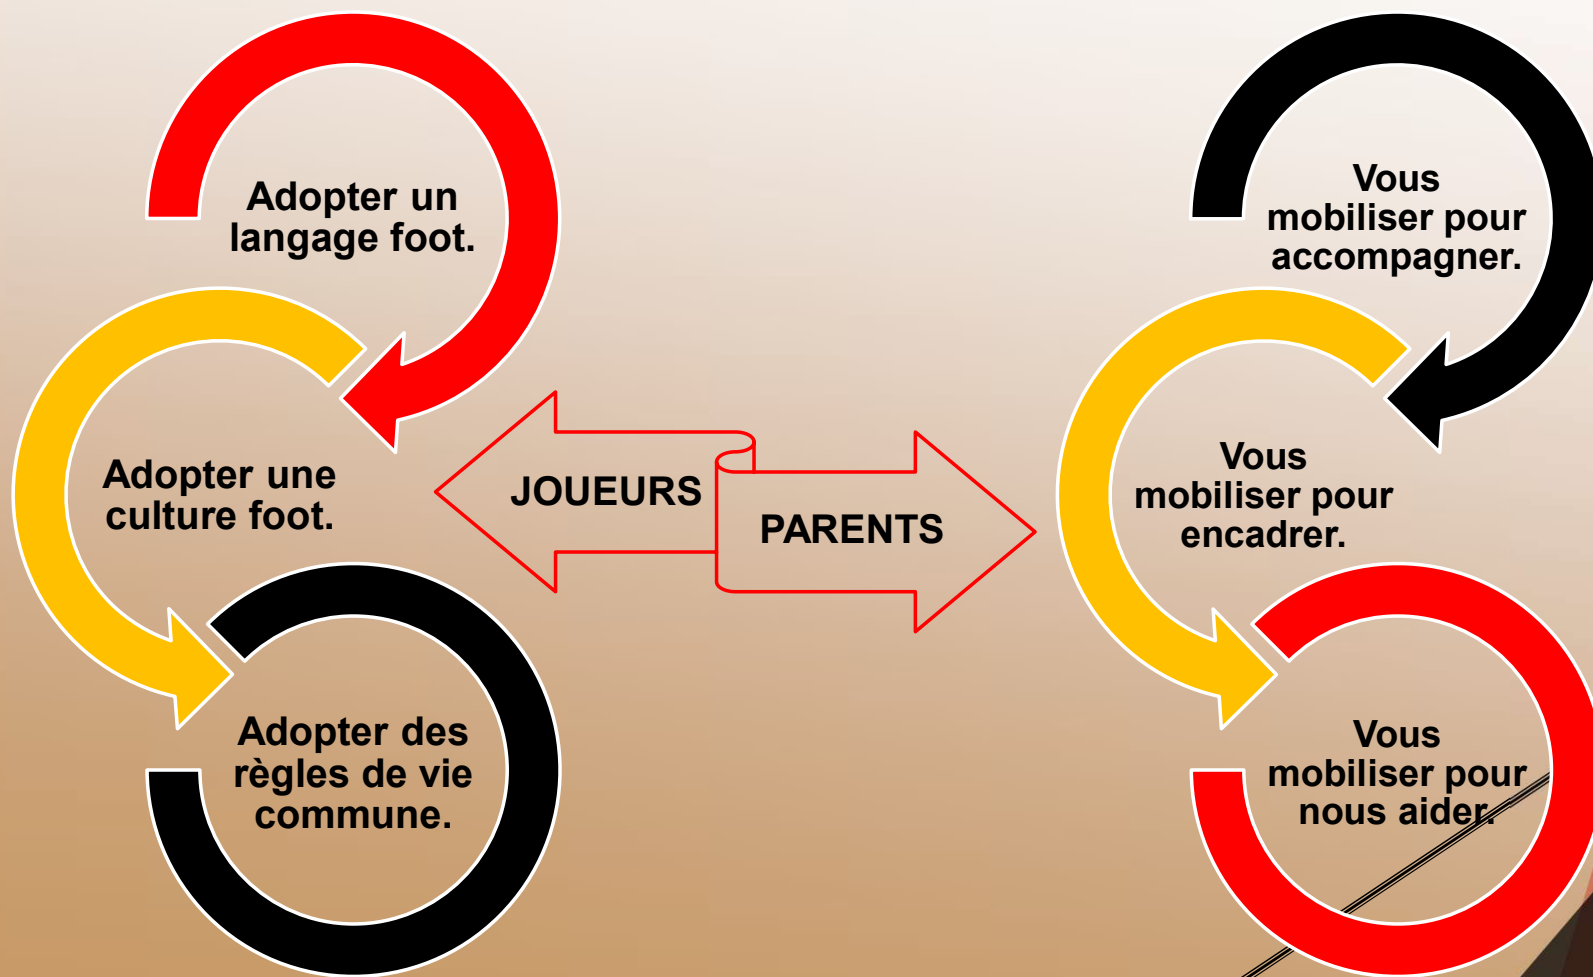 Adopter un
langage foot.
Adopter une
culture foot.
Adopter des
règles de vie
commune.
JOUEURS
PARENTS
Vous
mobiliser pour
accompagner.
Vous
mobiliser pour
encadrer.
Vous
mobiliser pour
nous aider.